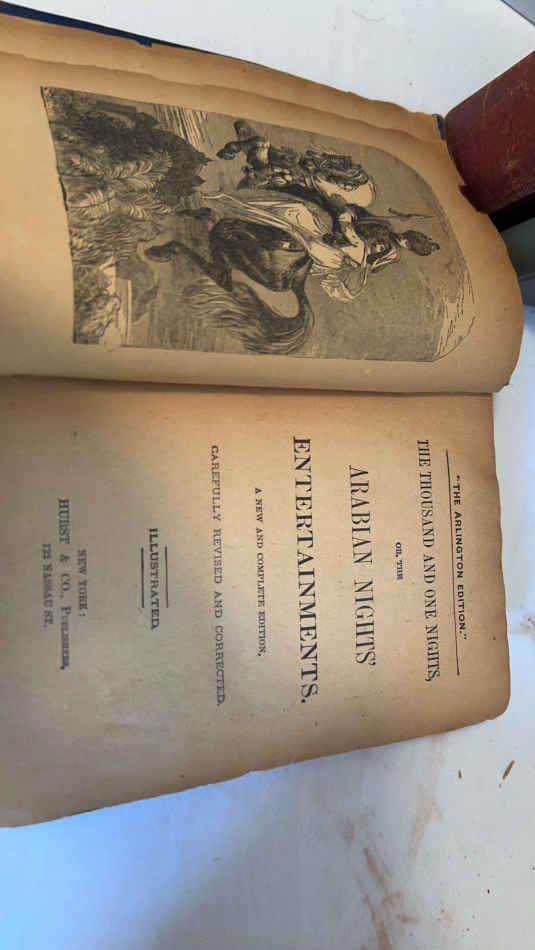 "THE ARLINGTON EDITION."
THE THOUSAND AND ONE NIGHTS,
OR, THE
ARABIAN NIGHTS'
ENTERTAINMENTS.
A NEW AND COMPLETE EDITION,
CAREFULLY REVISED AND CORRECTED.
ILLUSTRATED.
NEW YORK:
HURST & CO., PUBLISHERS,
122 NASSAU ST.